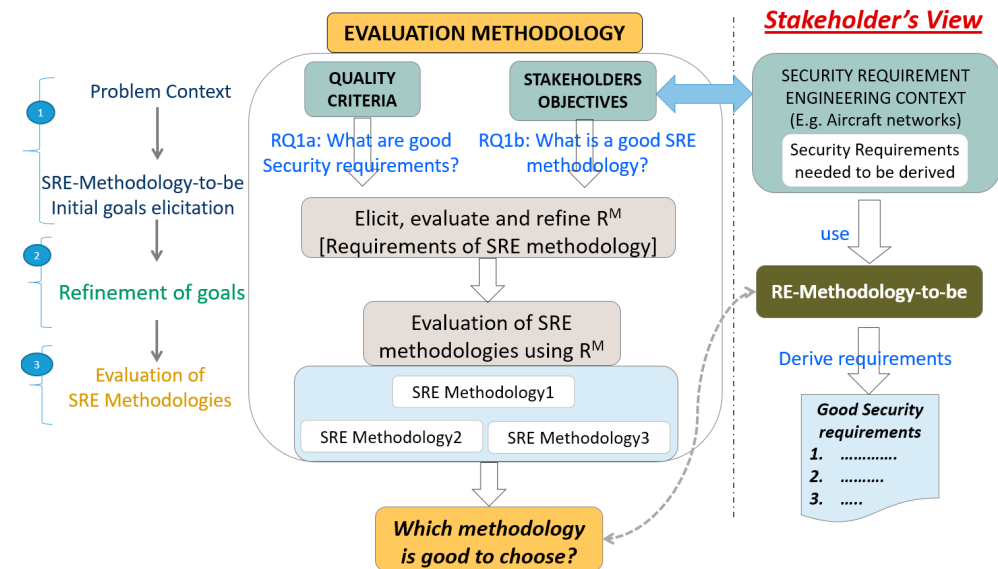 EVALUATION METHODOLOGY
Stakeholder's View
1
Problem Context
SRE-Methodology-to-be
Initial goals elicitation
2
Refinement of goals
3
Evaluation of
SRE Methodologies
QUALITY
CRITERIA
STAKEHOLDERS
OBJECTIVES
RQ1a: What are good
Security requirements?
RQ1b: What is a good SRE
methodology?
Elicit, evaluate and refine Rᴹ
[Requirements of SRE methodology]
Evaluation of SRE
methodologies using Rᴹ
SRE Methodology1
SRE Methodology2
SRE Methodology3
Which methodology
is good to choose?
SECURITY REQUIREMENT
ENGINEERING CONTEXT
(E.g. Aircraft networks)
Security Requirements
needed to be derived
use
RE-Methodology-to-be
Derive requirements
Good Security
requirements
1. ………….
2. ……….
3. …..